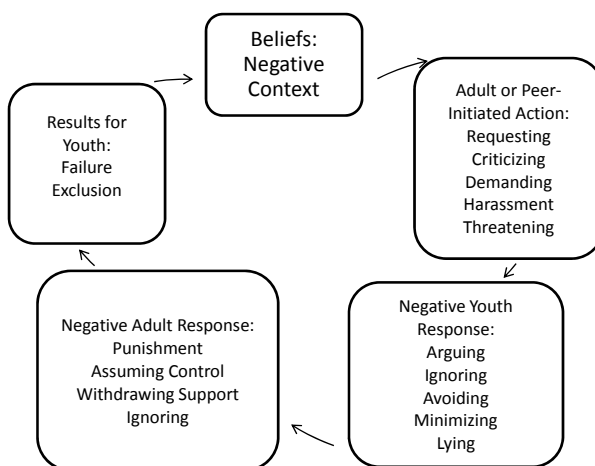 Beliefs:
Negative
Context
Adult or Peer-
Initiated Action:
Requesting
Criticizing
Demanding
Harassment
Threatening
Negative Youth
Response:
Arguing
Ignoring
Avoiding
Minimizing
Lying
Negative Adult Response:
Punishment
Assuming Control
Withdrawing Support
Ignoring
Results for
Youth:
Failure
Exclusion